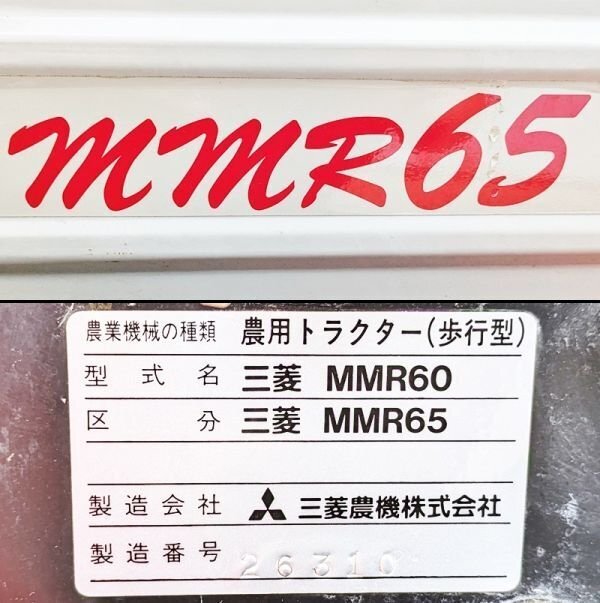 MMR65
農業機械の種類 農用トラクター(歩行型)
型式名 三菱 MMR60
区分 三菱 MMR65
製造会社 三菱農機株式会社
製造番号 26310